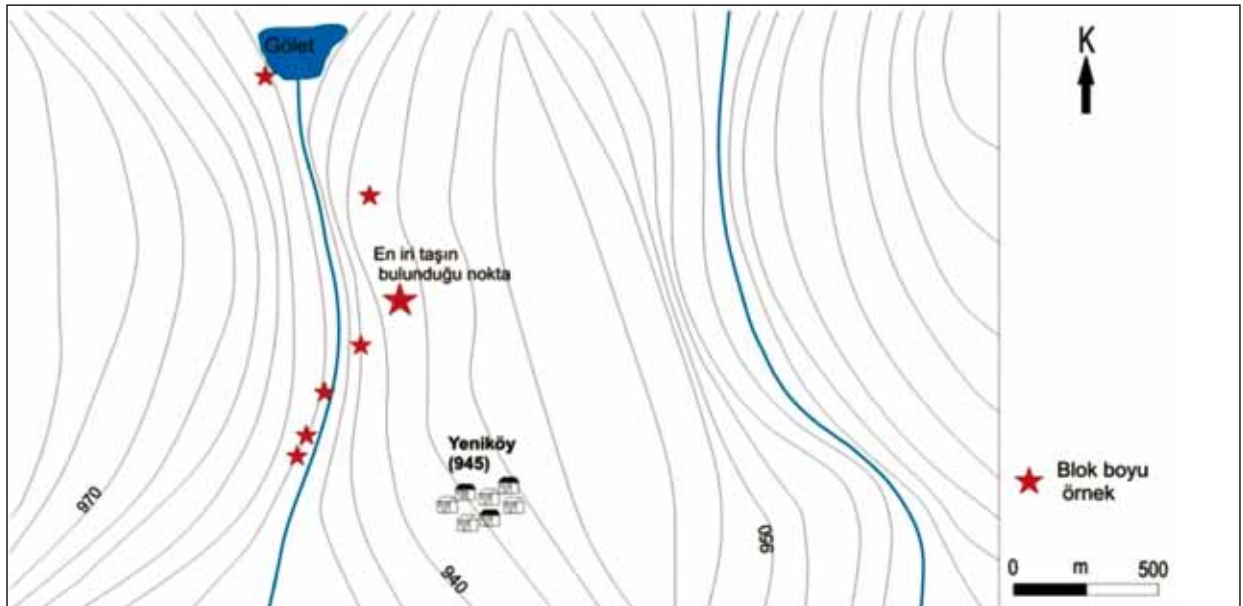 Gölet
K
En iri taşın
bulunduğu nokta
Yeniköy
(945)
970
940
950
Blok boyu
örnek
0 m 500